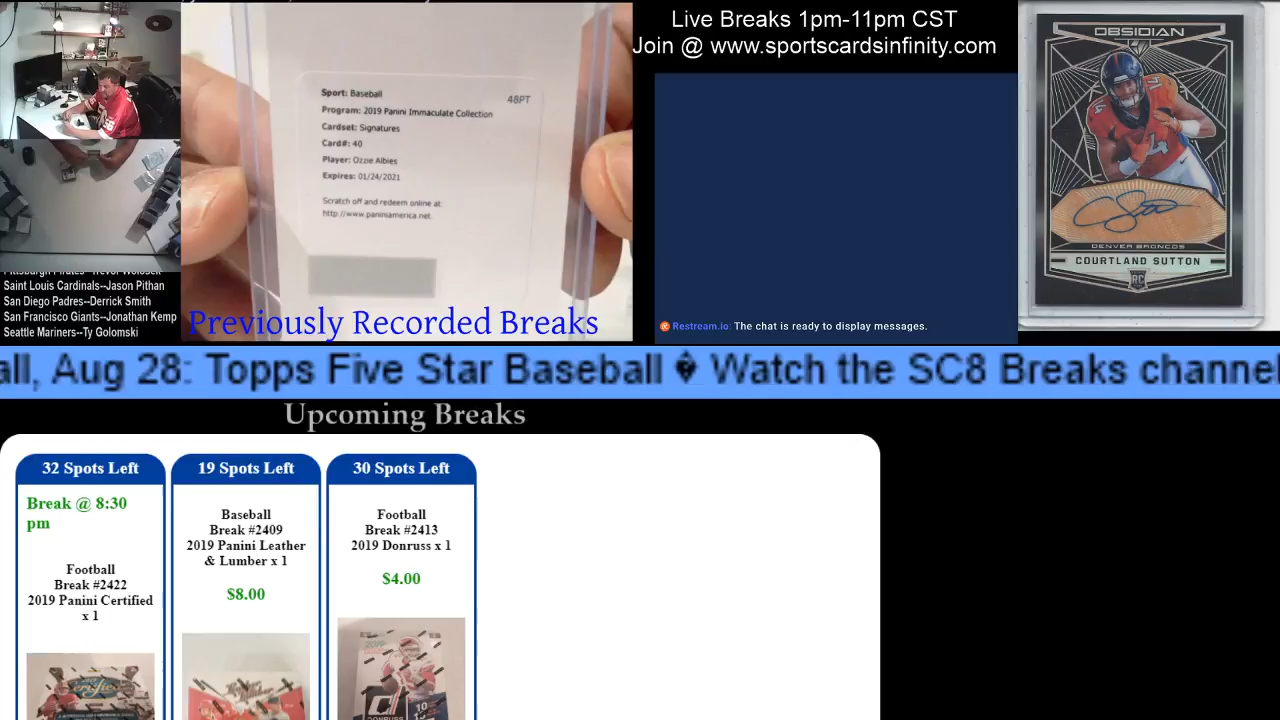 Sport: Baseball
48PT
Program: 2019 Panini Immaculate Collection
Cardset: Signatures
Card#: 40
Player: Ozzie Albies
Expires: 01/24/2021
Scratch off and redeem online at:
http://www.paniniamerica.net
Previously Recorded Breaks
Live Breaks 1pm-11pm CST
Join @ www.sportscardsinfinity.com
Restream.io: The chat is ready to display messages.
OBSIDIAN
DENVER BRONCOS
COURTLAND SUTTON
RC
Saint Louis Cardinals--Jason Pithan
San Diego Padres--Derrick Smith
San Francisco Giants--Jonathan Kemp
Seattle Mariners--Ty Golomski
all, Aug 28: Topps Five Star Baseball � Watch the SC8 Breaks channel
Upcoming Breaks
32 Spots Left
Break @ 8:30
pm
Football
Break #2422
2019 Panini Certified
x 1
19 Spots Left
Baseball
Break #2409
2019 Panini Leather
& Lumber x 1
$8.00
30 Spots Left
Football
Break #2413
2019 Donruss x 1
$4.00
2019
10
DONRUSS